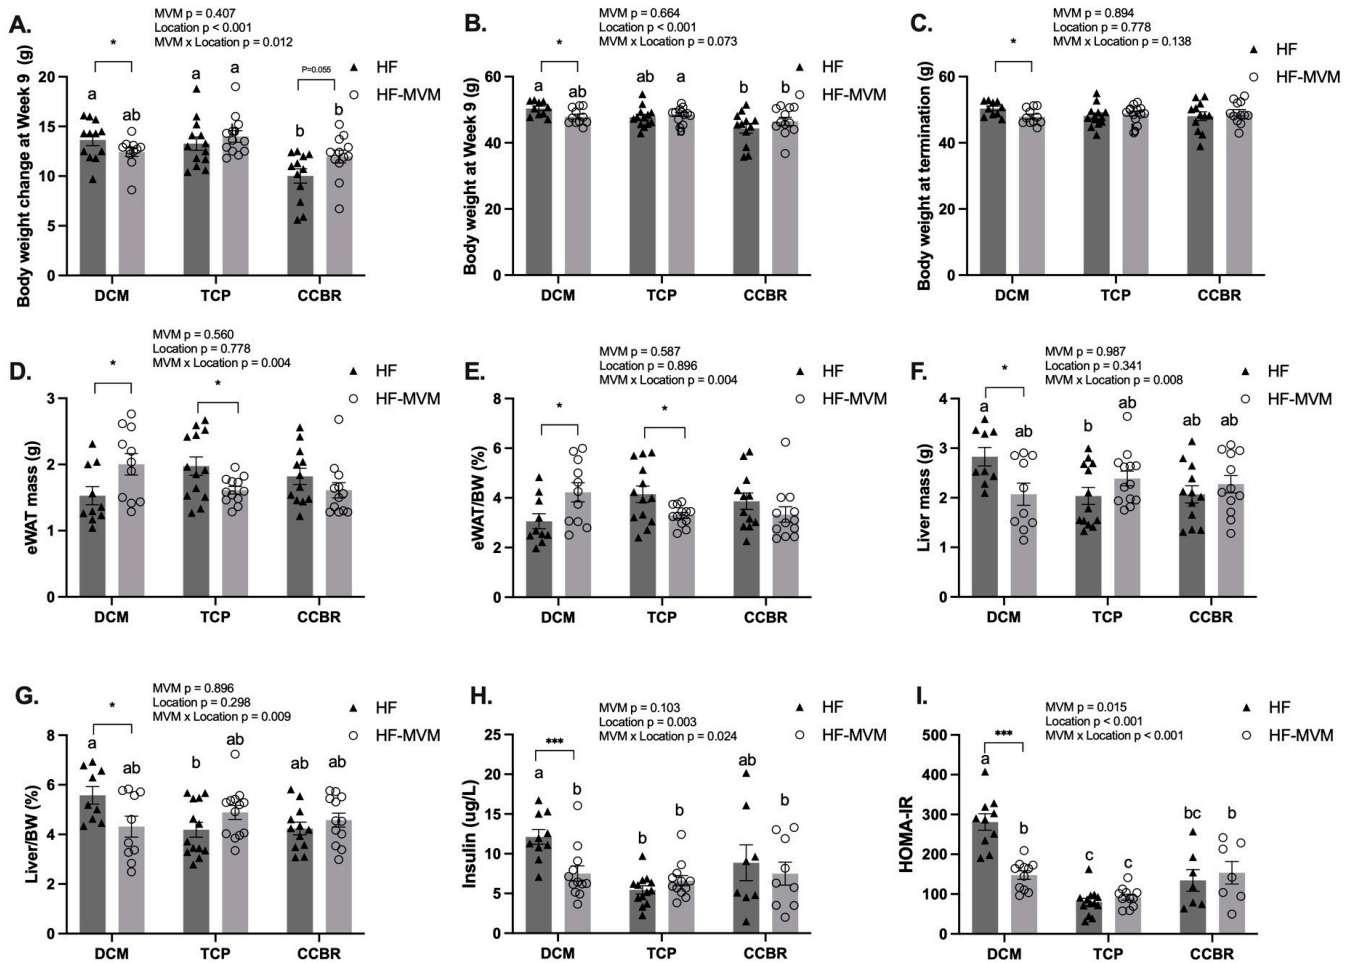 A.
MVM p = 0.407
Location p < 0.001
MVM x Location p = 0.012
HF
HF-MVM
*
P=0.055
a
ab
a
a
b
b
Body weight change at Week 9 (g)
20
15
10
5
0
DCM
TCP
CCBR
B.
MVM p = 0.664
Location p < 0.001
MVM x Location p = 0.073
HF
HF-MVM
*
a
ab
ab
a
b
b
Body weight at Week 9 (g)
60
40
20
0
DCM
TCP
CCBR
C.
MVM p = 0.894
Location p = 0.778
MVM x Location p = 0.138
HF
HF-MVM
*
Body weight at termination (g)
60
40
20
0
DCM
TCP
CCBR
D.
MVM p = 0.560
Location p = 0.778
MVM x Location p = 0.004
HF
HF-MVM
*
*
eWAT mass (g)
3
2
1
0
DCM
TCP
CCBR
E.
MVM p = 0.587
Location p = 0.896
MVM x Location p = 0.004
HF
HF-MVM
*
*
eWAT/BW (%)
8
6
4
2
0
DCM
TCP
CCBR
F.
MVM p = 0.987
Location p = 0.341
MVM x Location p = 0.008
HF
HF-MVM
*
a
ab
b
ab
ab
ab
Liver mass (g)
4
3
2
1
0
DCM
TCP
CCBR
G.
MVM p = 0.896
Location p = 0.298
MVM x Location p = 0.009
HF
HF-MVM
*
a
ab
b
ab
ab
ab
Liver/BW (%)
8
6
4
2
0
DCM
TCP
CCBR
H.
MVM p = 0.103
Location p = 0.003
MVM x Location p = 0.024
HF
HF-MVM
***
a
b
b
b
ab
b
Insulin (ug/L)
25
20
15
10
5
0
DCM
TCP
CCBR
I.
MVM p = 0.015
Location p < 0.001
MVM x Location p < 0.001
HF
HF-MVM
***
a
b
c
c
bc
b
HOMA-IR
500
400
300
200
100
0
DCM
TCP
CCBR